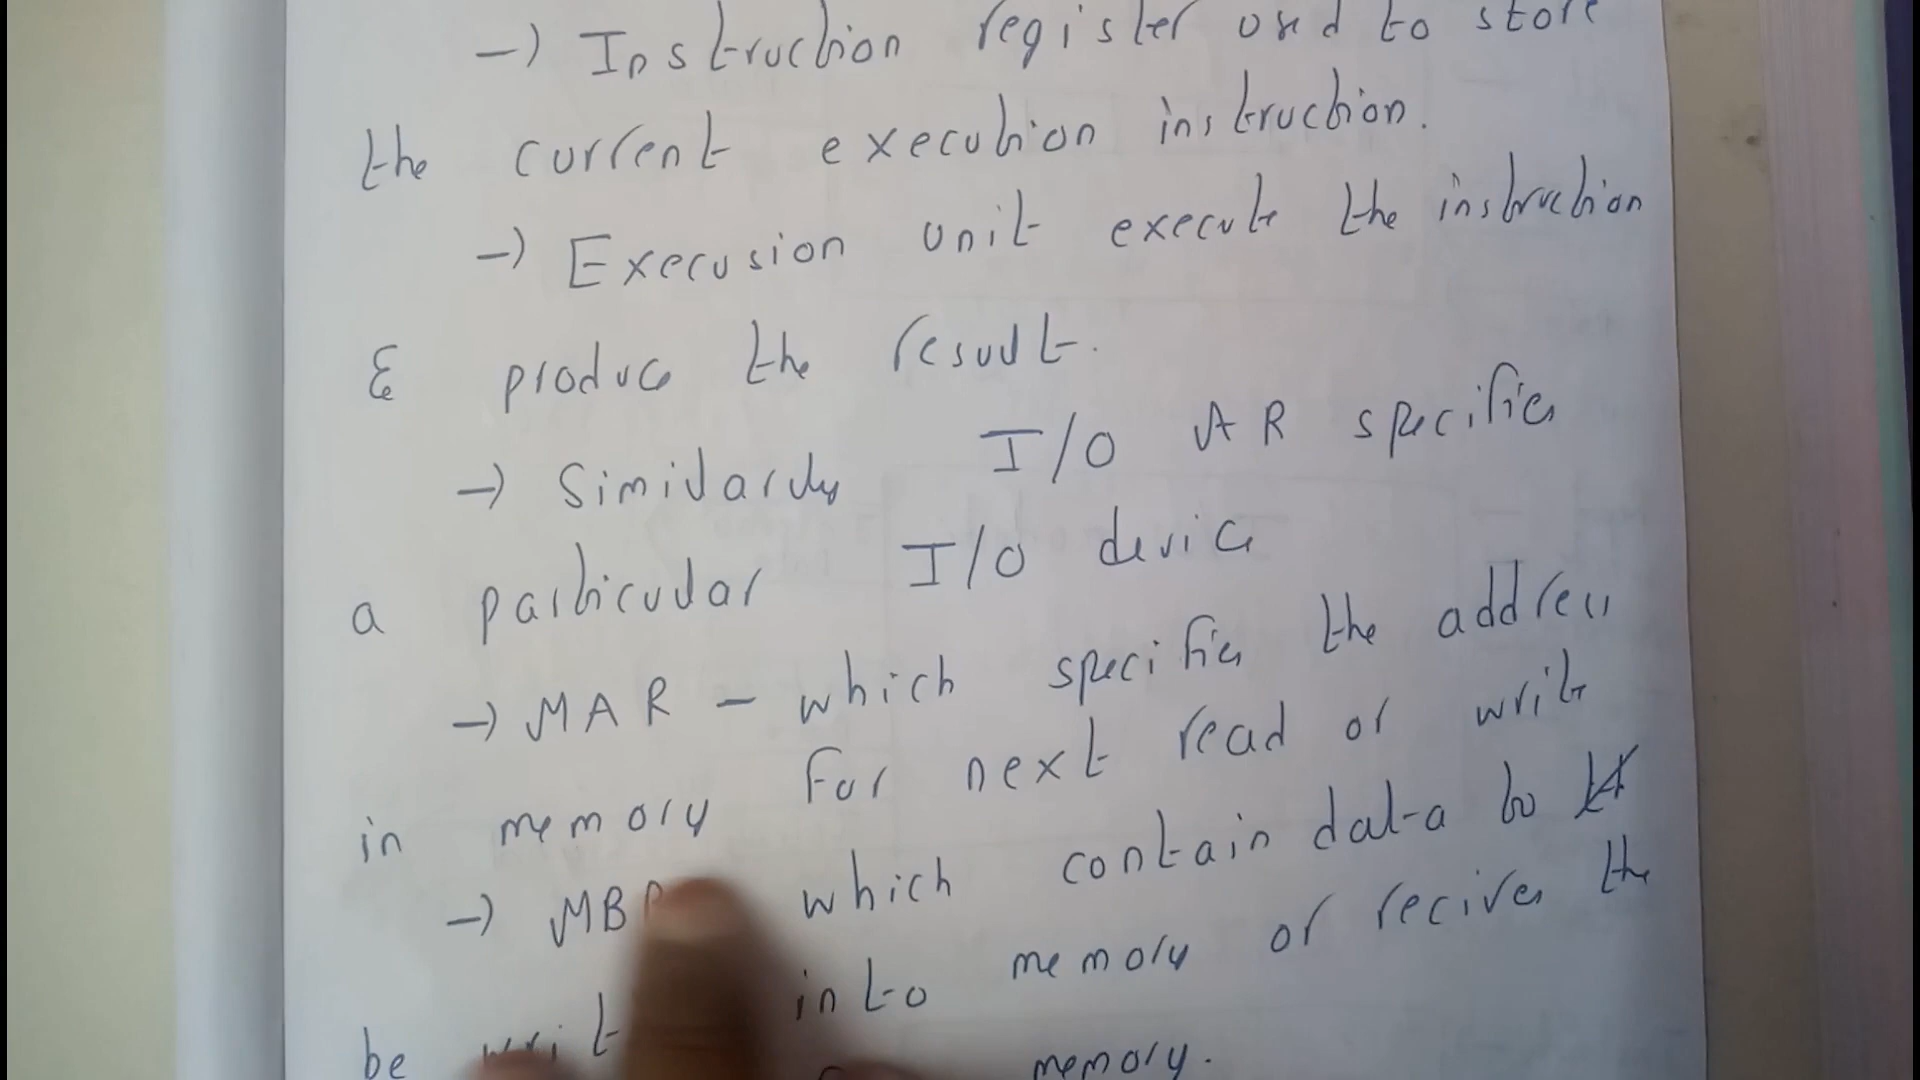 → Instruction register used to store
the current execution instruction.
→ Execusion unit execute the instruction
& produce the result.
→ Similarly I/O AR specifies
a particular I/O device
→ MAR - which specifies the address
in memory for next read or write
→ MBR which contain data to
be writ into memory or recives the
memory.